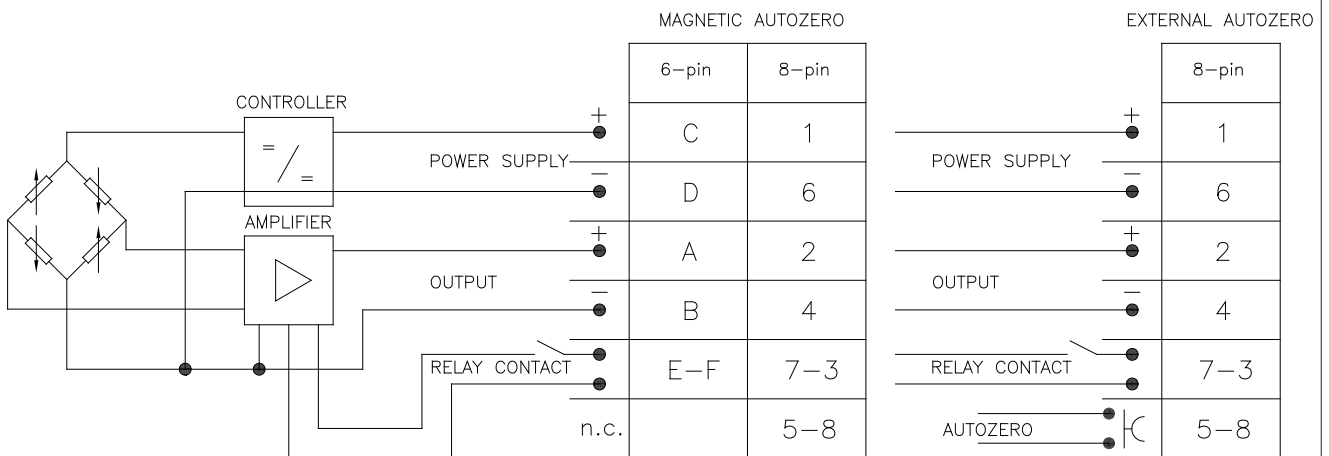 MAGNETIC AUTOZERO
EXTERNAL AUTOZERO
6-pin 8-pin
8-pin
CONTROLLER
= / =
POWER SUPPLY
+ C 1
- D 6
POWER SUPPLY
+ 1
- 6
AMPLIFIER
OUTPUT
+ A 2
- B 4
OUTPUT
+ 2
- 4
RELAY CONTACT
E-F 7-3
RELAY CONTACT
7-3
n.c. 5-8
AUTOZERO
5-8